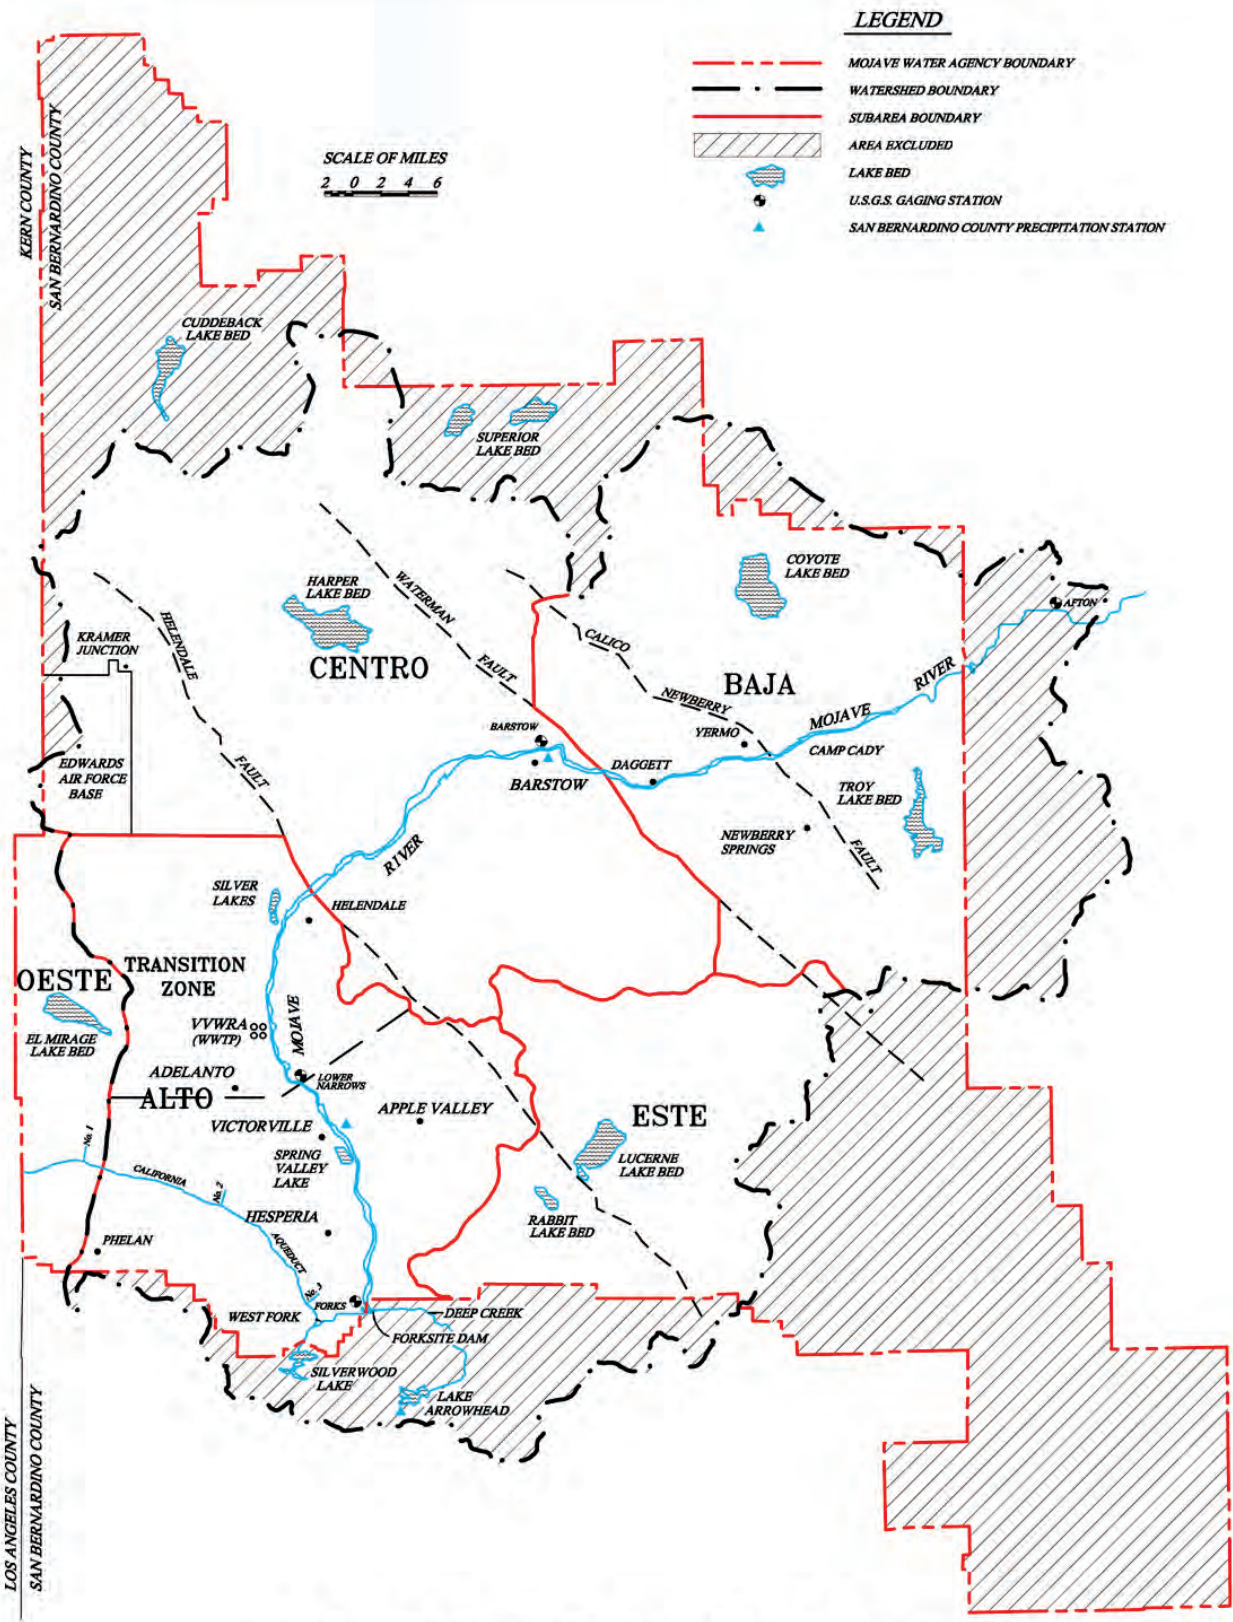 LEGEND
MOJAVE WATER AGENCY BOUNDARY
WATERSHED BOUNDARY
SUBAREA BOUNDARY
AREA EXCLUDED
LAKE BED
U.S.G.S. GAGING STATION
SAN BERNARDINO COUNTY PRECIPITATION STATION
SCALE OF MILES
2 0 2 4 6
KERN COUNTY
SAN BERNARDINO COUNTY
CUDDEBACK
LAKE BED
SUPERIOR
LAKE BED
COYOTE
LAKE BED
HARPER
LAKE BED
WATERMAN
FAULT
HELENDALE
FAULT
CALICO
NEWBERRY
FAULT
AFTON
KRAMER
JUNCTION
CENTRO
BAJA
RIVER
MOJAVE
BARSTOW
YERMO
CAMP CADY
DAGGETT
BARSTOW
EDWARDS
AIR FORCE
BASE
TROY
LAKE BED
NEWBERRY
SPRINGS
RIVER
SILVER
LAKES
HELENDALE
OESTE
TRANSITION
ZONE
EL MIRAGE
LAKE BED
VVWRA
(WWTP)
MOJAVE
ADELANTO
LOWER
NARROWS
ALTO
APPLE VALLEY
ESTE
VICTORVILLE
SPRING
VALLEY
LAKE
LUCERNE
LAKE BED
No. 1
CALIFORNIA
No. 2
AQUEDUCT
No. 3
HESPERIA
RABBIT
LAKE BED
PHELAN
FORKS
WEST FORK
DEEP CREEK
FORKSITE DAM
SILVERWOOD
LAKE
LAKE
ARROWHEAD
LOS ANGELES COUNTY
SAN BERNARDINO COUNTY